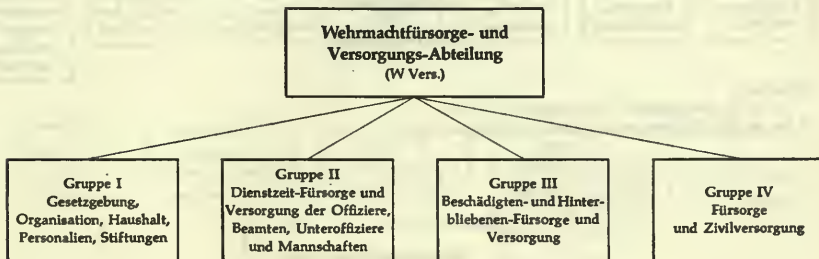 Wehrmachtfürsorge- und
Versorgungs-Abteilung
(W Vers.)
Gruppe I
Gesetzgebung,
Organisation, Haushalt,
Personalien, Stiftungen
Gruppe II
Dienstzeit-Fürsorge und
Versorgung der Offiziere,
Beamten, Unteroffiziere
und Mannschaften
Gruppe III
Beschädigten- und Hinter-
bliebenen-Fürsorge und
Versorgung
Gruppe IV
Fürsorge
und Zivilversorgung